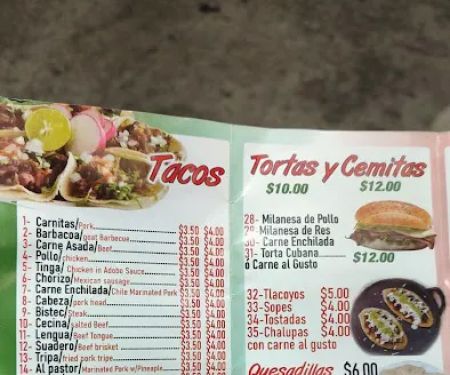 Tacos
1- Carnitas/Pork $3.50 $4.00
2- Barbacoa/goat Barbecua $3.50 $4.00
3- Carne Asada/Beef $3.50 $4.00
4- Pollo/chicken $3.50 $4.00
5- Tinga/ Chicken in Adobo Sauce $3.50 $4.00
6- Chorizo/Mexican sausage $3.50 $4.00
7- Carne Enchilada/Chile Marinated Pork $3.50 $4.00
8- Cabeza/pork head $3.50 $4.00
9- Bistec/Steak $3.50 $4.00
10- Cecina/salted Beef $3.50 $4.00
11- Lengua/Beef Tongue $3.50 $4.00
12- Suadero/Beef brisket $3.50 $4.00
13- Tripa/fried pork tripe $3.50 $4.00
14- Al pastor/Marinated Pork w/Pineaple $3.50 $4.00
Tortas y Cemitas
$10.00 $12.00
28- Milanesa de Pollo
29- Milanesa de Res
30- Carne Enchilada
31- Torta Cubana $12.00
ó Carne al Gusto
32-Tlacoyos $5.00
33-Sopes $4.00
34-Tostadas $4.00
35-Chalupas $4.00
con carne al gusto
Quesadillas $6.00